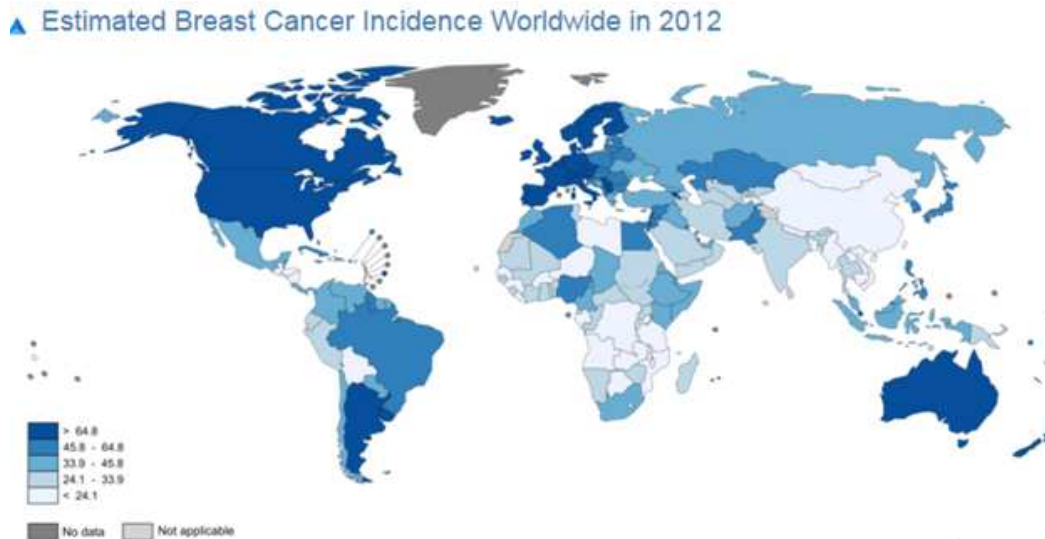 Estimated Breast Cancer Incidence Worldwide in 2012
> 64.8
45.8 - 64.8
33.9 - 45.8
24.1 - 33.9
< 24.1
No data Not applicable